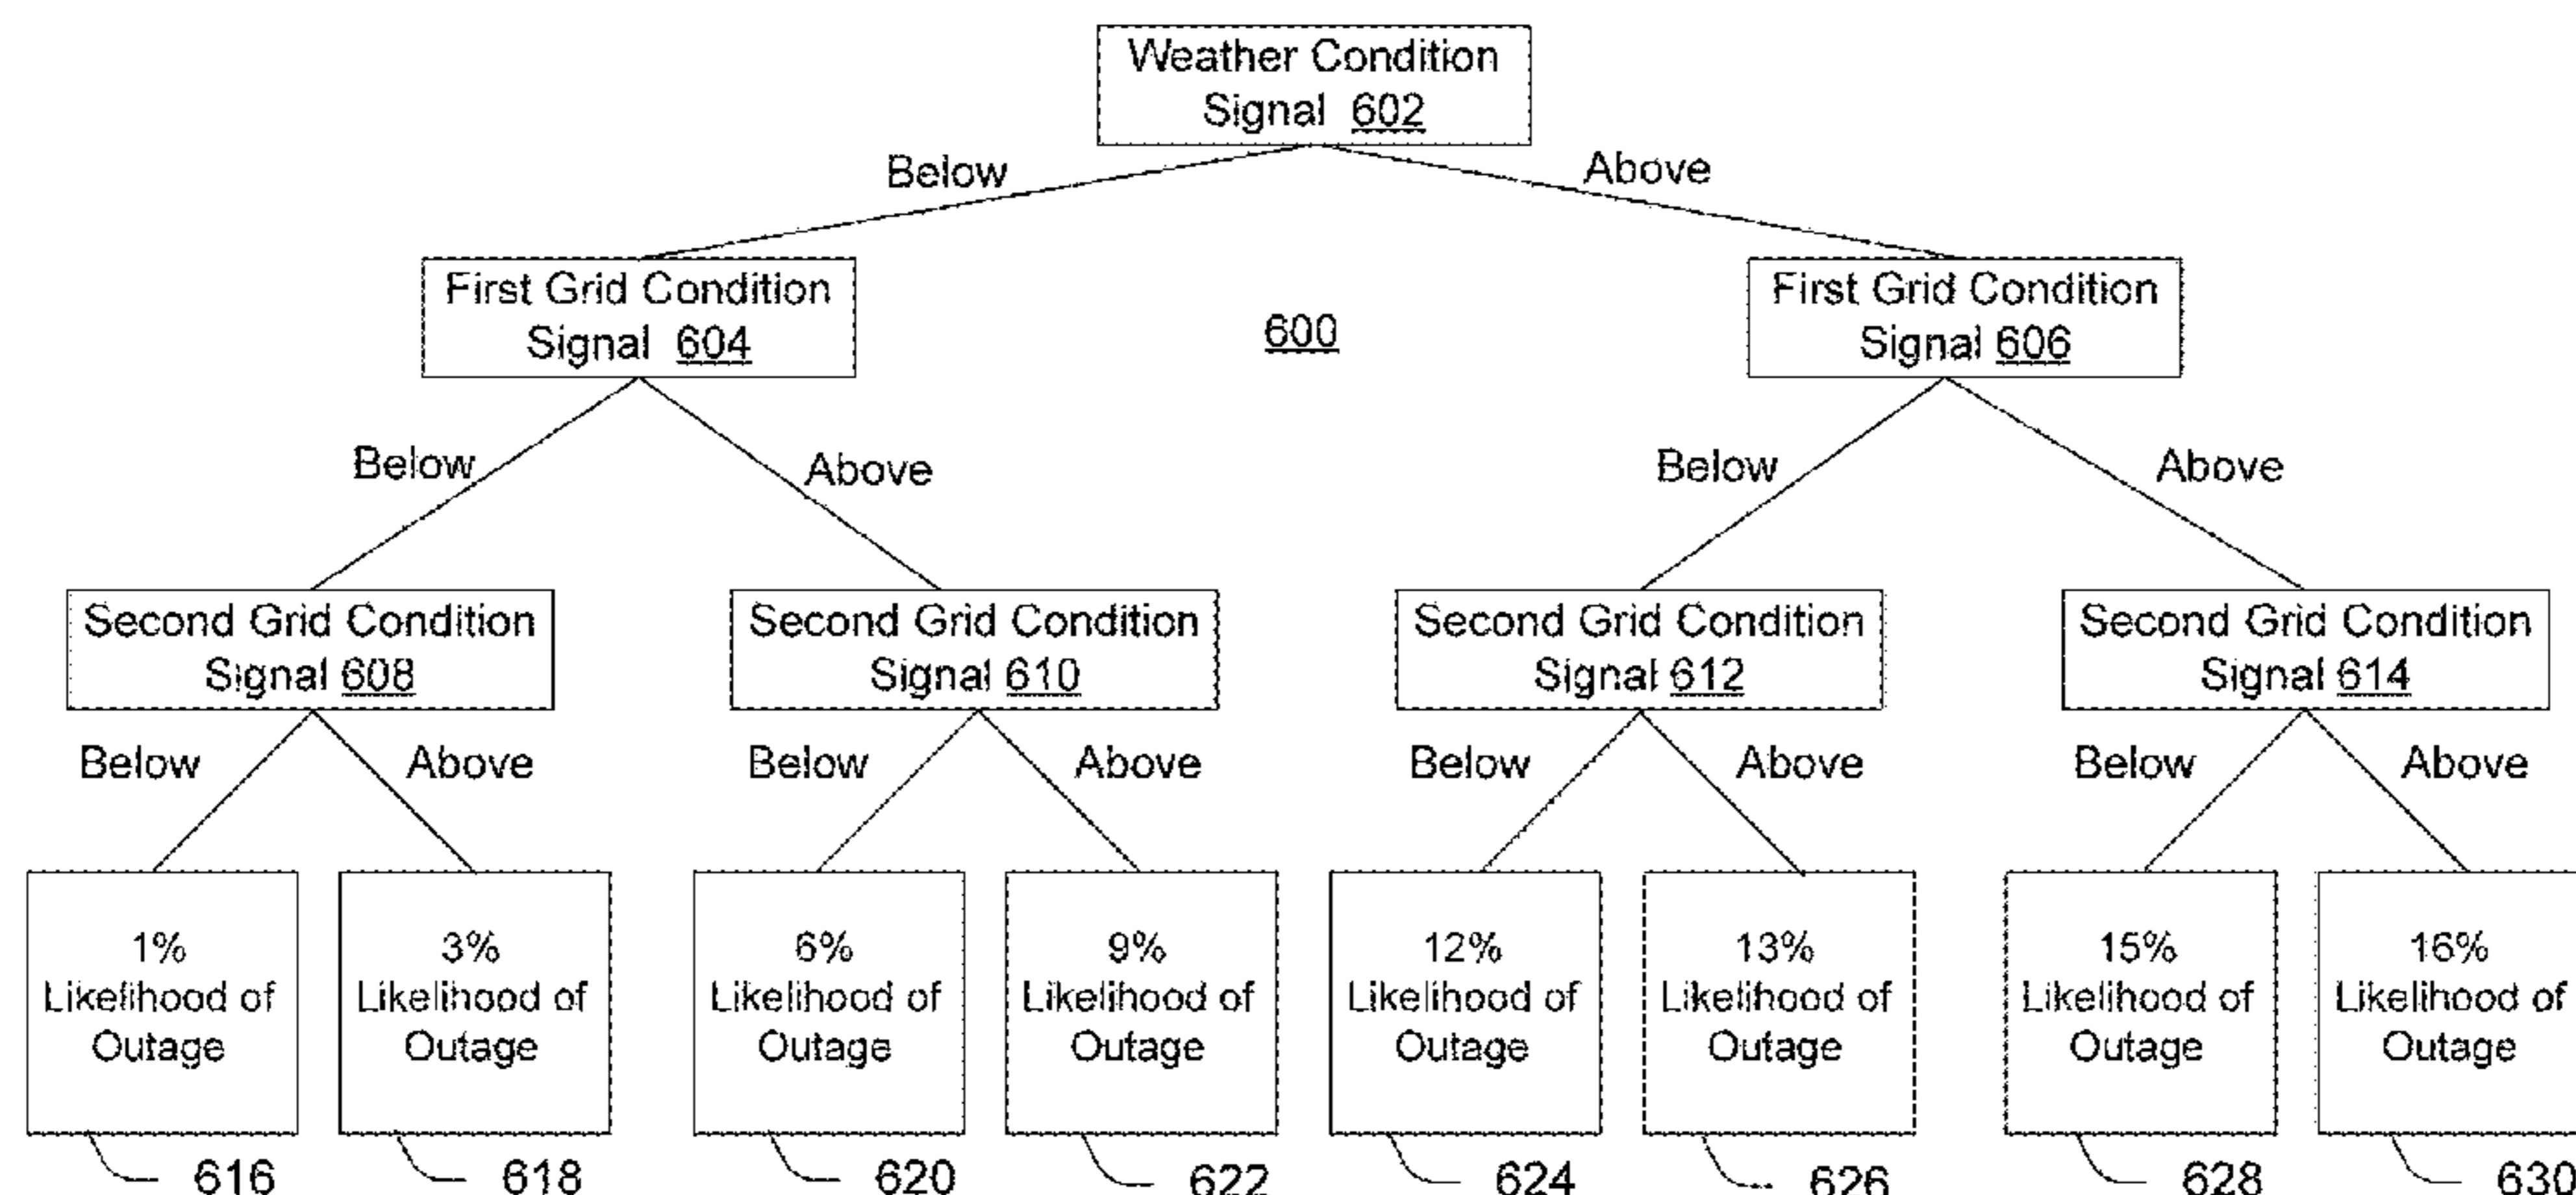 Weather Condition
Signal 602
Below
Above
First Grid Condition
Signal 604
600
First Grid Condition
Signal 606
Below
Above
Below
Above
Second Grid Condition
Signal 608
Second Grid Condition
Signal 610
Second Grid Condition
Signal 612
Second Grid Condition
Signal 614
Below
Above
Below
Above
Below
Above
Below
Above
1%
Likelihood of
Outage
3%
Likelihood of
Outage
6%
Likelihood of
Outage
9%
Likelihood of
Outage
12%
Likelihood of
Outage
13%
Likelihood of
Outage
15%
Likelihood of
Outage
16%
Likelihood of
Outage
616
618
620
622
624
626
628
630